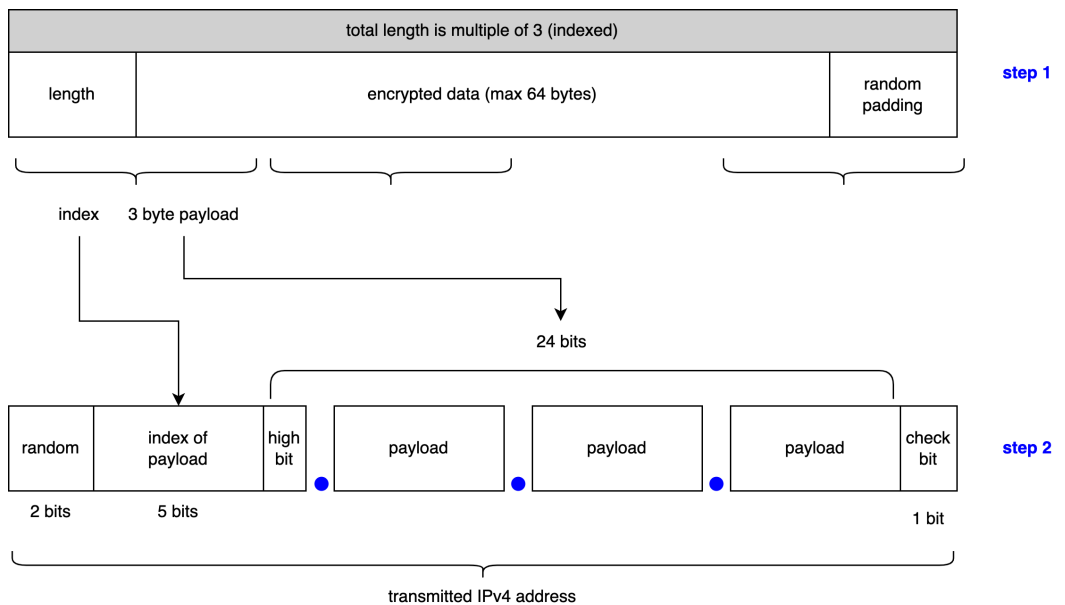 total length is multiple of 3 (indexed)
step 1
length
encrypted data (max 64 bytes)
random
padding
index
3 byte payload
24 bits
random
index of
payload
high
bit
payload
payload
payload
check
bit
step 2
2 bits
5 bits
1 bit
transmitted IPv4 address